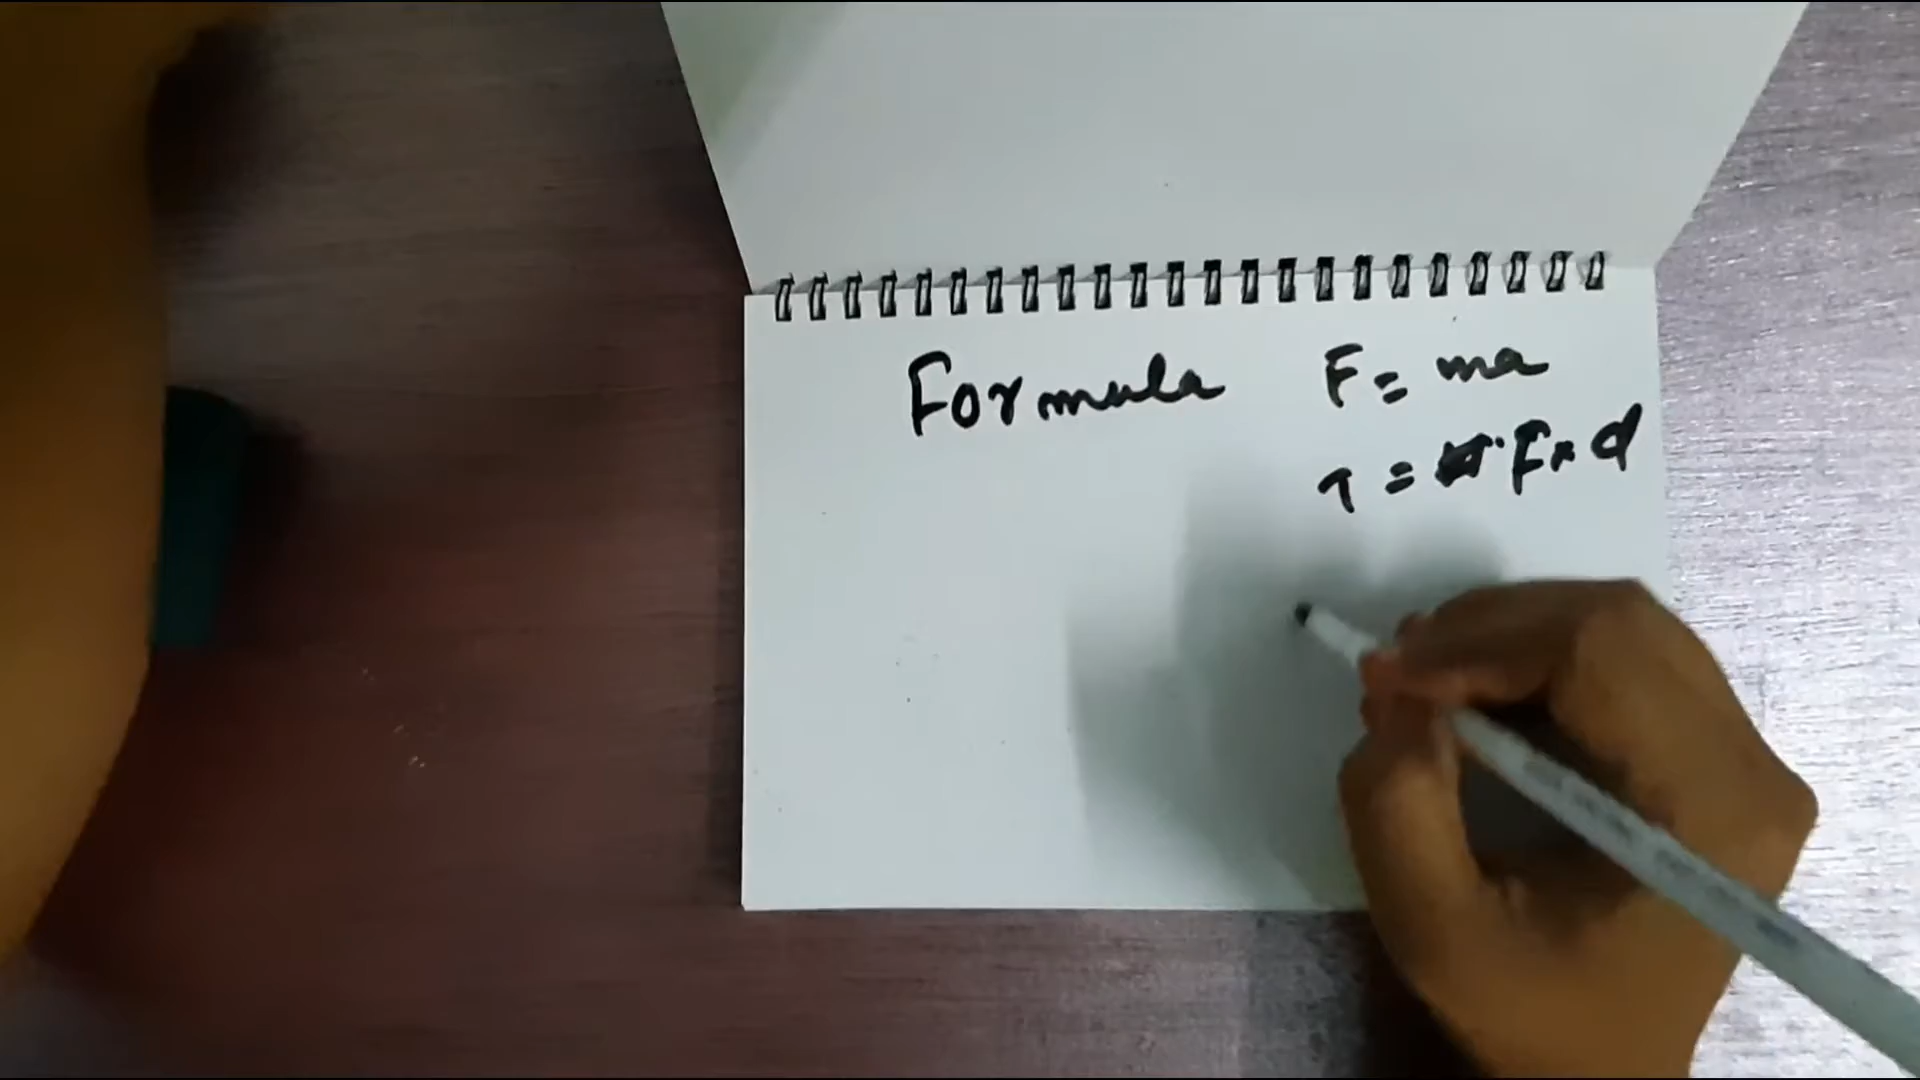 Formula F = ma
τ = F x d